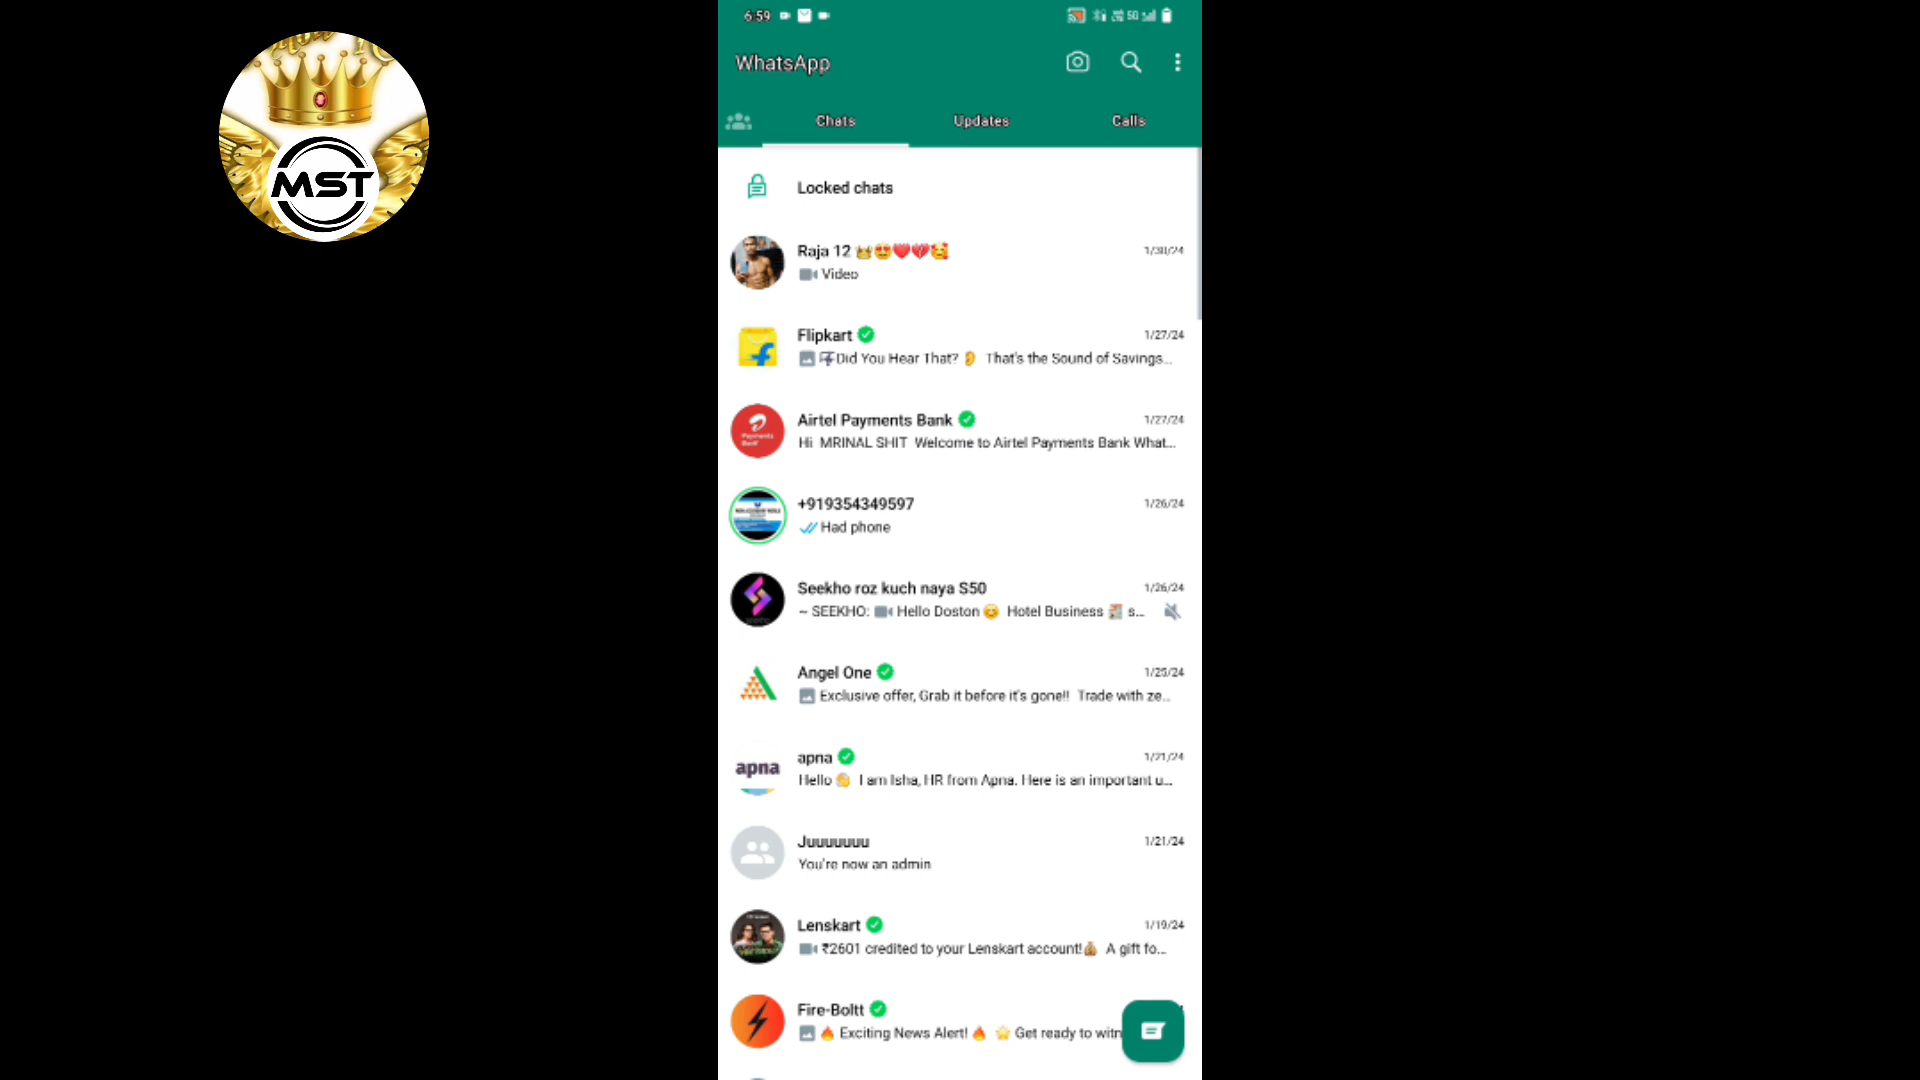 MST
6:59
5G
WhatsApp
Chats
Updates
Calls
Locked chats
Raja 12 👑😍❤️💔🥰
1/30/24
Video
Flipkart
1/27/24
Did You Hear That? 👂 That's the Sound of Savings...
Airtel Payments Bank
1/27/24
Payments
Bank
Hi MRINAL SHIT Welcome to Airtel Payments Bank What...
+919354349597
1/26/24
Had phone
Seekho roz kuch naya S50
1/26/24
~ SEEKHO: Hello Doston 😊 Hotel Business s...
Angel One
1/25/24
Exclusive offer, Grab it before it's gone!! Trade with ze...
apna
1/21/24
apna
Hello 👋 I am Isha, HR from Apna. Here is an important u...
Juuuuuuu
1/21/24
You're now an admin
Lenskart
1/19/24
₹2601 credited to your Lenskart account!💰 A gift fo...
Fire-Boltt
🔥 Exciting News Alert! 🔥 🌟 Get ready to witn